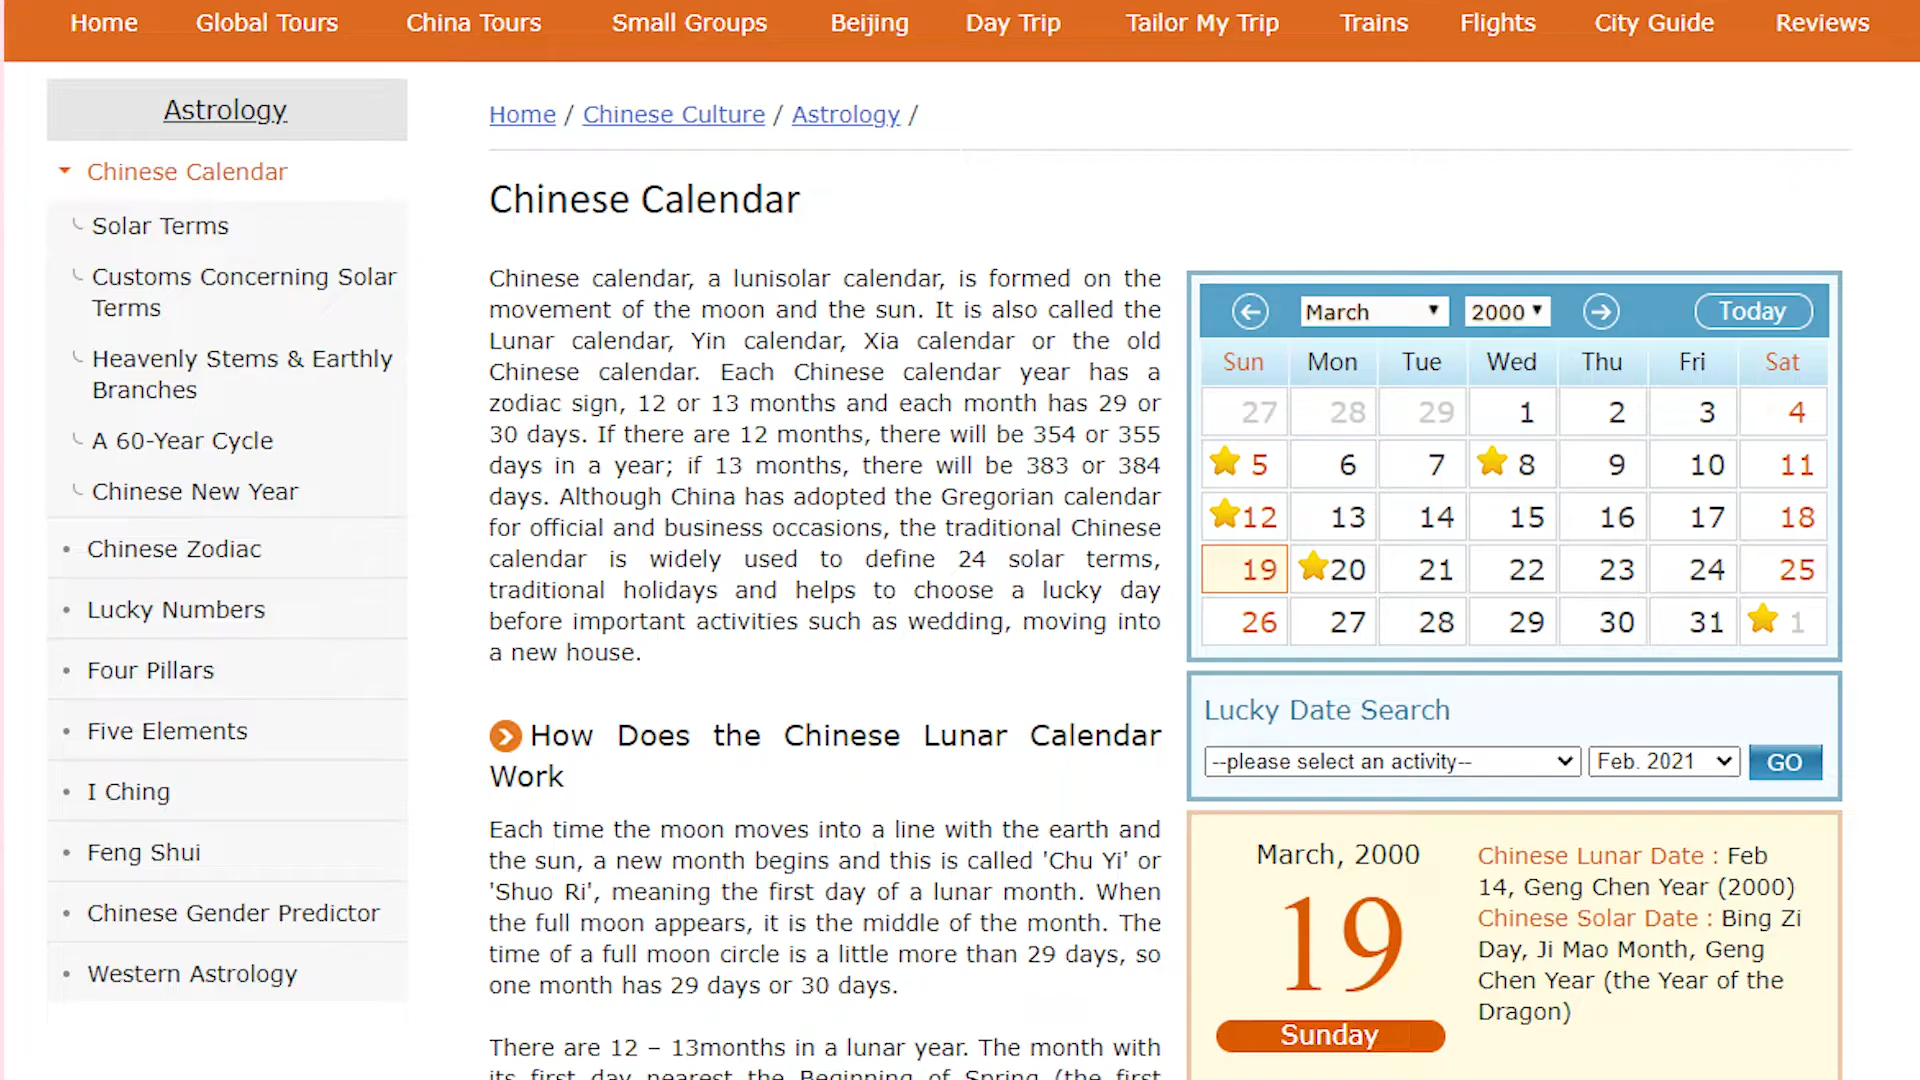 Home Global Tours China Tours Small Groups Beijing Day Trip Tailor My Trip Trains Flights City Guide Reviews
Astrology
Chinese Calendar
Solar Terms
Customs Concerning Solar
Terms
Heavenly Stems & Earthly
Branches
A 60-Year Cycle
Chinese New Year
• Chinese Zodiac
• Lucky Numbers
• Four Pillars
• Five Elements
• I Ching
• Feng Shui
• Chinese Gender Predictor
• Western Astrology
Home / Chinese Culture / Astrology /
Chinese Calendar
Chinese calendar, a lunisolar calendar, is formed on the
movement of the moon and the sun. It is also called the
Lunar calendar, Yin calendar, Xia calendar or the old
Chinese calendar. Each Chinese calendar year has a
zodiac sign, 12 or 13 months and each month has 29 or
30 days. If there are 12 months, there will be 354 or 355
days in a year; if 13 months, there will be 383 or 384
days. Although China has adopted the Gregorian calendar
for official and business occasions, the traditional Chinese
calendar is widely used to define 24 solar terms,
traditional holidays and helps to choose a lucky day
before important activities such as wedding, moving into
a new house.
How Does the Chinese Lunar Calendar
Work
Each time the moon moves into a line with the earth and
the sun, a new month begins and this is called 'Chu Yi' or
'Shuo Ri', meaning the first day of a lunar month. When
the full moon appears, it is the middle of the month. The
time of a full moon circle is a little more than 29 days, so
one month has 29 days or 30 days.
There are 12 – 13months in a lunar year. The month with
its first day nearest the Beginning of Spring (the first
March 2000 Today
Sun Mon Tue Wed Thu Fri Sat
27 28 29 1 2 3 4
5 6 7 8 9 10 11
12 13 14 15 16 17 18
19 20 21 22 23 24 25
26 27 28 29 30 31 1
Lucky Date Search
--please select an activity-- Feb. 2021 GO
March, 2000
19
Sunday
Chinese Lunar Date : Feb
14, Geng Chen Year (2000)
Chinese Solar Date : Bing Zi
Day, Ji Mao Month, Geng
Chen Year (the Year of the
Dragon)